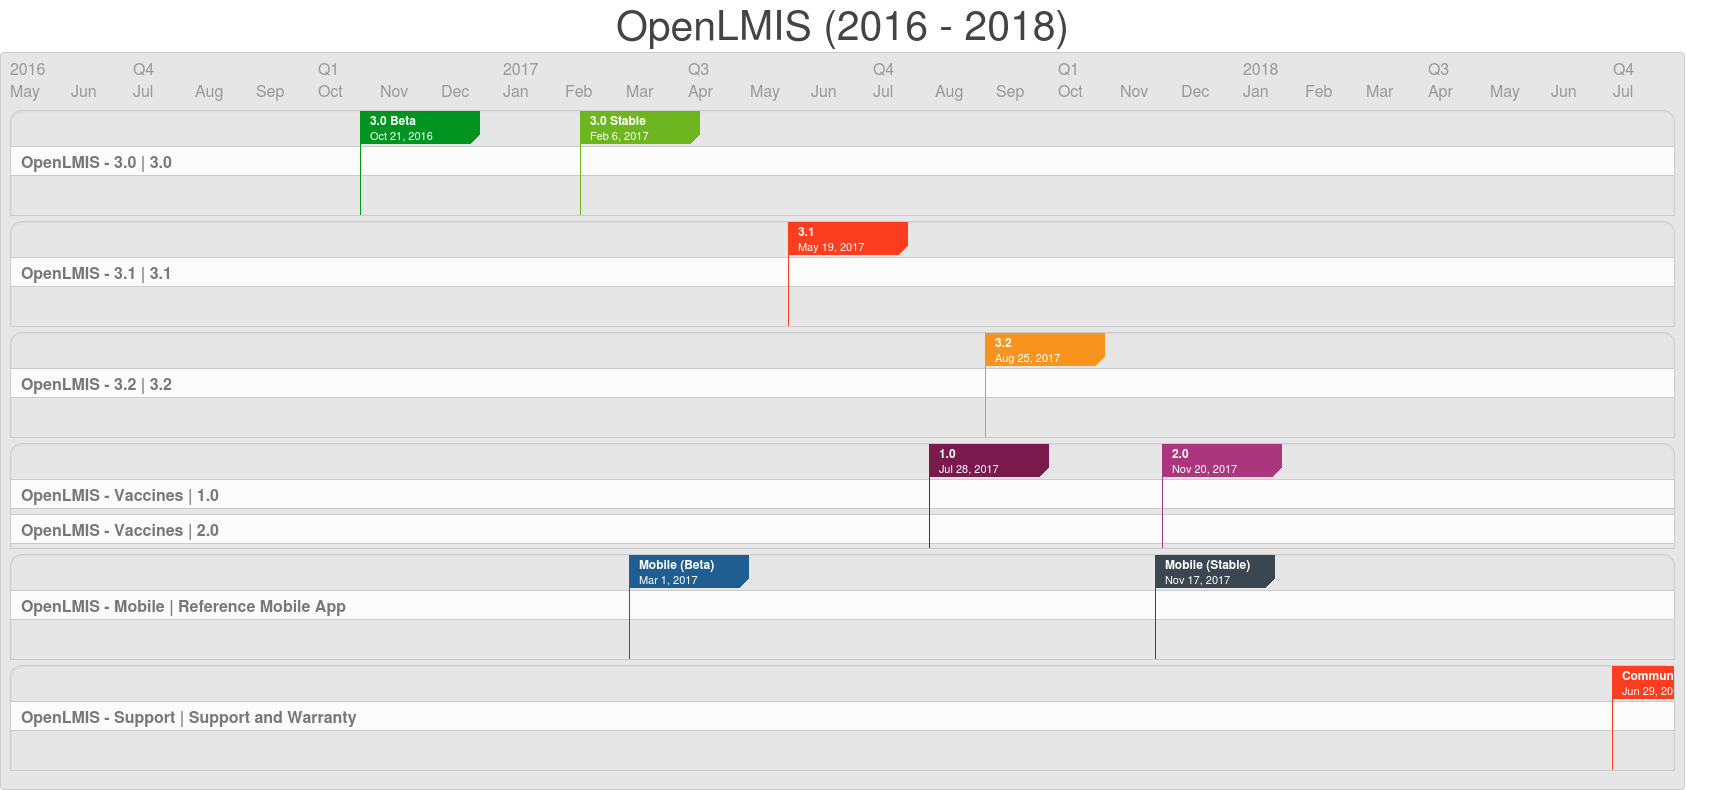 OpenLMIS (2016 - 2018)
2016 Q4 Q1 2017 Q3 Q4 Q1 2018 Q3 Q4
May Jun Jul Aug Sep Oct Nov Dec Jan Feb Mar Apr May Jun Jul Aug Sep Oct Nov Dec Jan Feb Mar Apr May Jun Jul
3.0 Beta 3.0 Stable
Oct 21, 2016 Feb 6, 2017
OpenLMIS - 3.0 | 3.0
3.1
May 19, 2017
OpenLMIS - 3.1 | 3.1
3.2
Aug 25, 2017
OpenLMIS - 3.2 | 3.2
1.0 2.0
Jul 28, 2017 Nov 20, 2017
OpenLMIS - Vaccines | 1.0
OpenLMIS - Vaccines | 2.0
Mobile (Beta) Mobile (Stable)
Mar 1, 2017 Nov 17, 2017
OpenLMIS - Mobile | Reference Mobile App
Commun
Jun 29, 20
OpenLMIS - Support | Support and Warranty